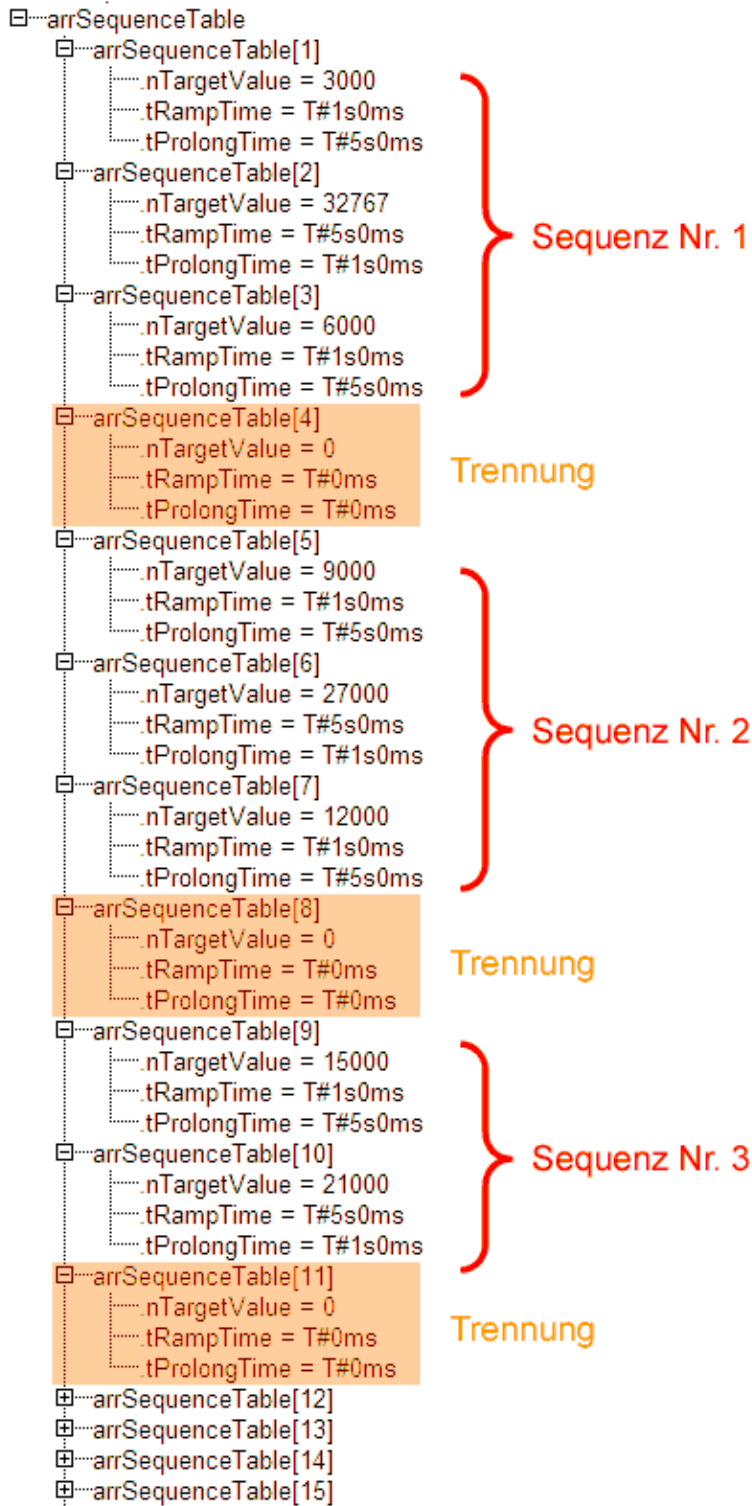 arrSequenceTable
arrSequenceTable[1]
.nTargetValue = 3000
.tRampTime = T#1s0ms
.tProlongTime = T#5s0ms
arrSequenceTable[2]
.nTargetValue = 32767
.tRampTime = T#5s0ms
.tProlongTime = T#1s0ms
Sequenz Nr. 1
arrSequenceTable[3]
.nTargetValue = 6000
.tRampTime = T#1s0ms
.tProlongTime = T#5s0ms
arrSequenceTable[4]
.nTargetValue = 0
.tRampTime = T#0ms
.tProlongTime = T#0ms
Trennung
arrSequenceTable[5]
.nTargetValue = 9000
.tRampTime = T#1s0ms
.tProlongTime = T#5s0ms
arrSequenceTable[6]
.nTargetValue = 27000
.tRampTime = T#5s0ms
.tProlongTime = T#1s0ms
Sequenz Nr. 2
arrSequenceTable[7]
.nTargetValue = 12000
.tRampTime = T#1s0ms
.tProlongTime = T#5s0ms
arrSequenceTable[8]
.nTargetValue = 0
.tRampTime = T#0ms
.tProlongTime = T#0ms
Trennung
arrSequenceTable[9]
.nTargetValue = 15000
.tRampTime = T#1s0ms
.tProlongTime = T#5s0ms
arrSequenceTable[10]
.nTargetValue = 21000
.tRampTime = T#5s0ms
.tProlongTime = T#1s0ms
Sequenz Nr. 3
arrSequenceTable[11]
.nTargetValue = 0
.tRampTime = T#0ms
.tProlongTime = T#0ms
Trennung
arrSequenceTable[12]
arrSequenceTable[13]
arrSequenceTable[14]
arrSequenceTable[15]